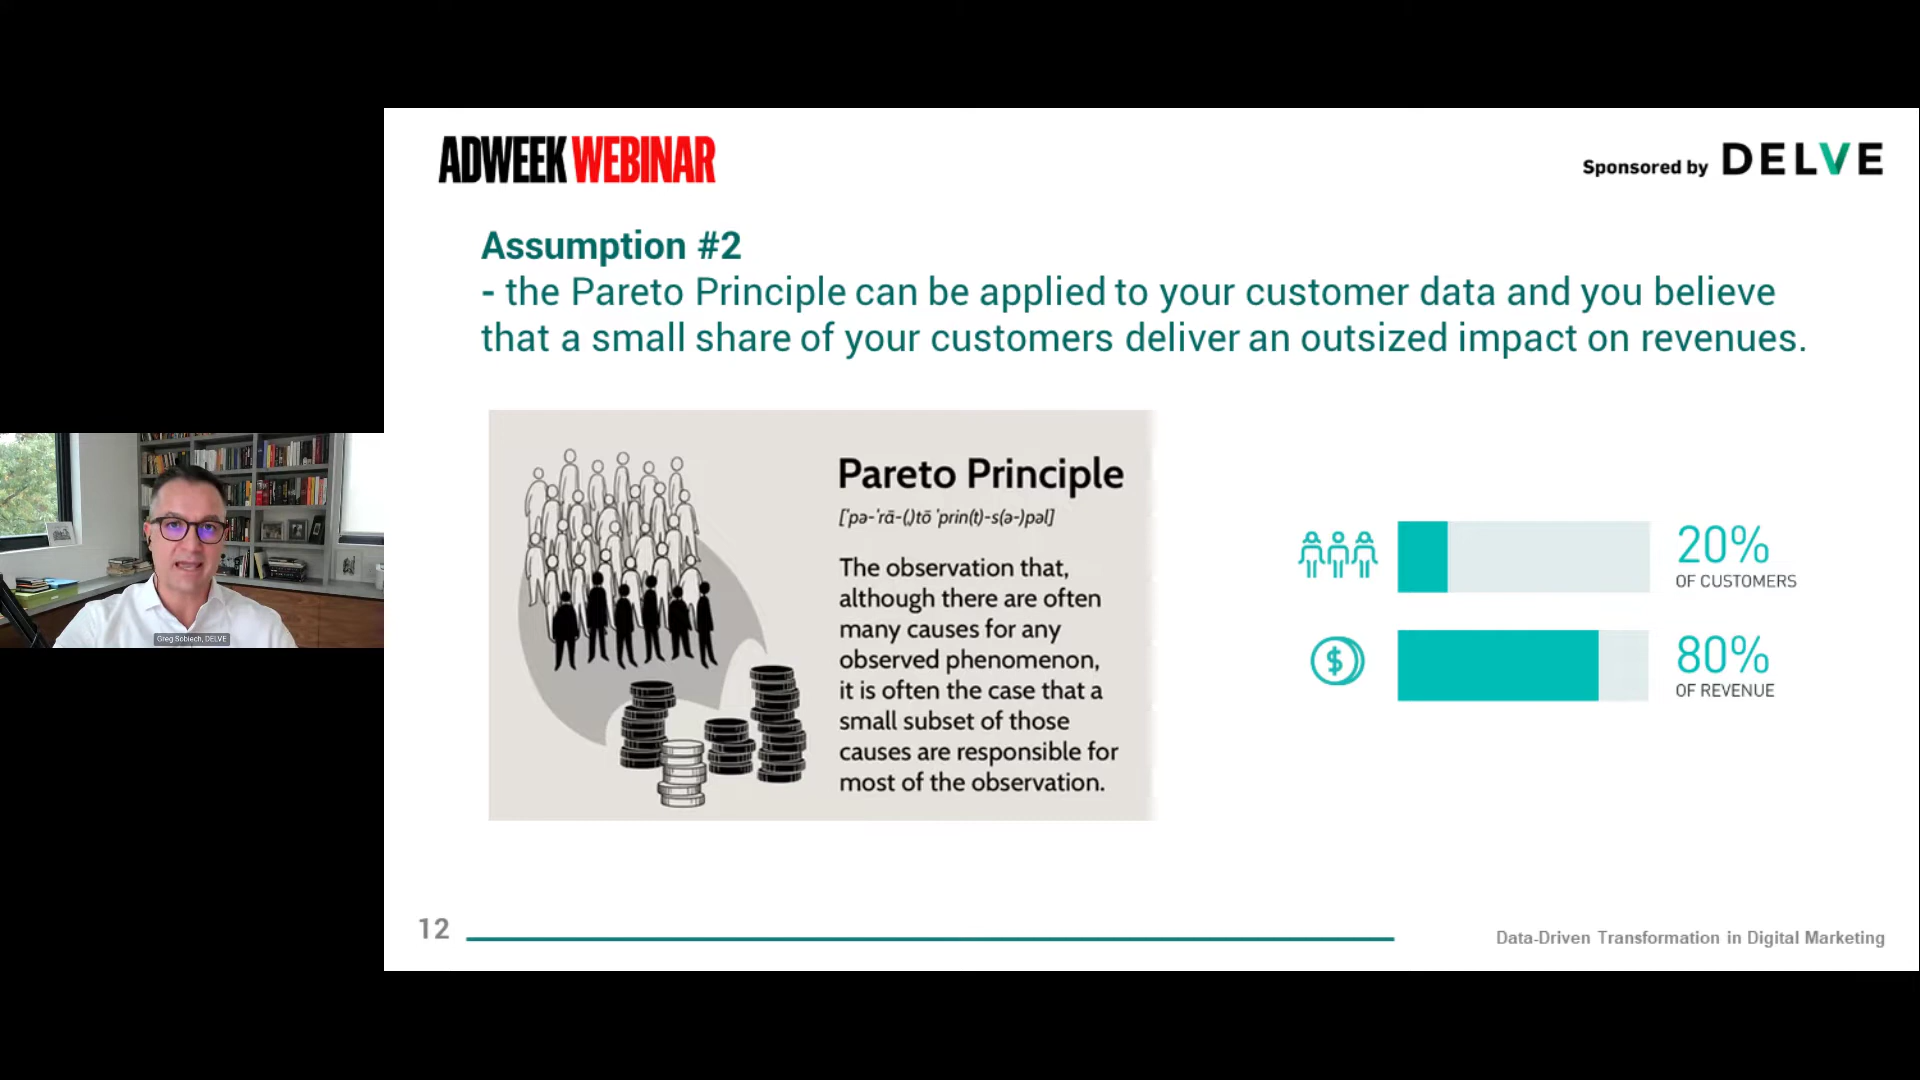 ADWEEK WEBINAR
Sponsored by DELVE
Assumption #2
- the Pareto Principle can be applied to your customer data and you believe
that a small share of your customers deliver an outsized impact on revenues.
Pareto Principle
[ˈpə-ˈrā-(ˌ)tō ˈprin(t)-s(ə-)pəl]
The observation that,
although there are often
many causes for any
observed phenomenon,
it is often the case that a
small subset of those
causes are responsible for
most of the observation.
20%
OF CUSTOMERS
$
80%
OF REVENUE
Greg Sobiech, DELVE
12
Data-Driven Transformation in Digital Marketing